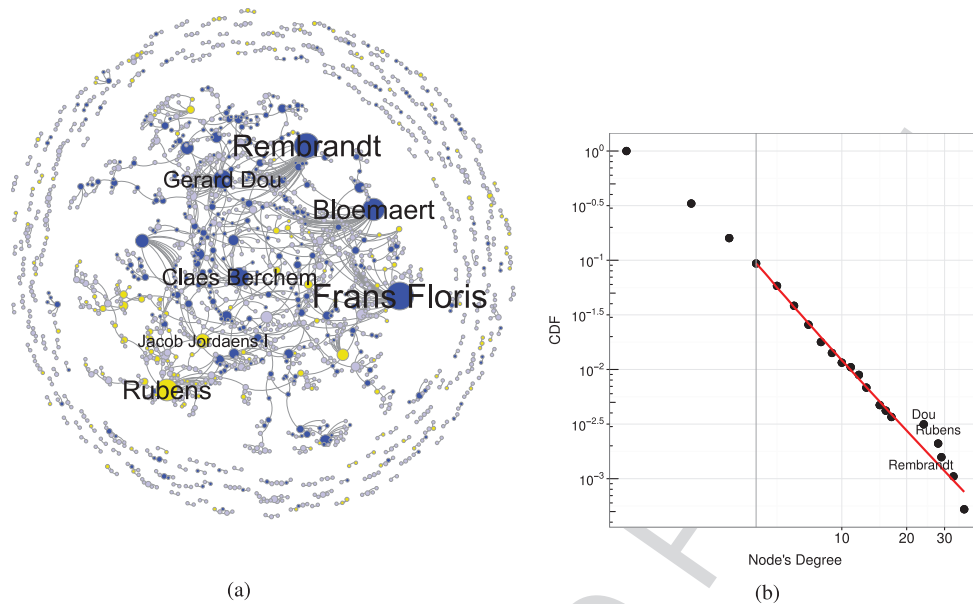 Rembrandt
Gerard Dou
Bloemaert
Claes Berchem
Frans Floris
Jacob Jordaens I
Rubens
(a)
10^0
10^-0.5
10^-1
10^-1.5
10^-2
10^-2.5
10^-3
CDF
Dou
Rubens
Rembrandt
10 20 30
Node's Degree
(b)